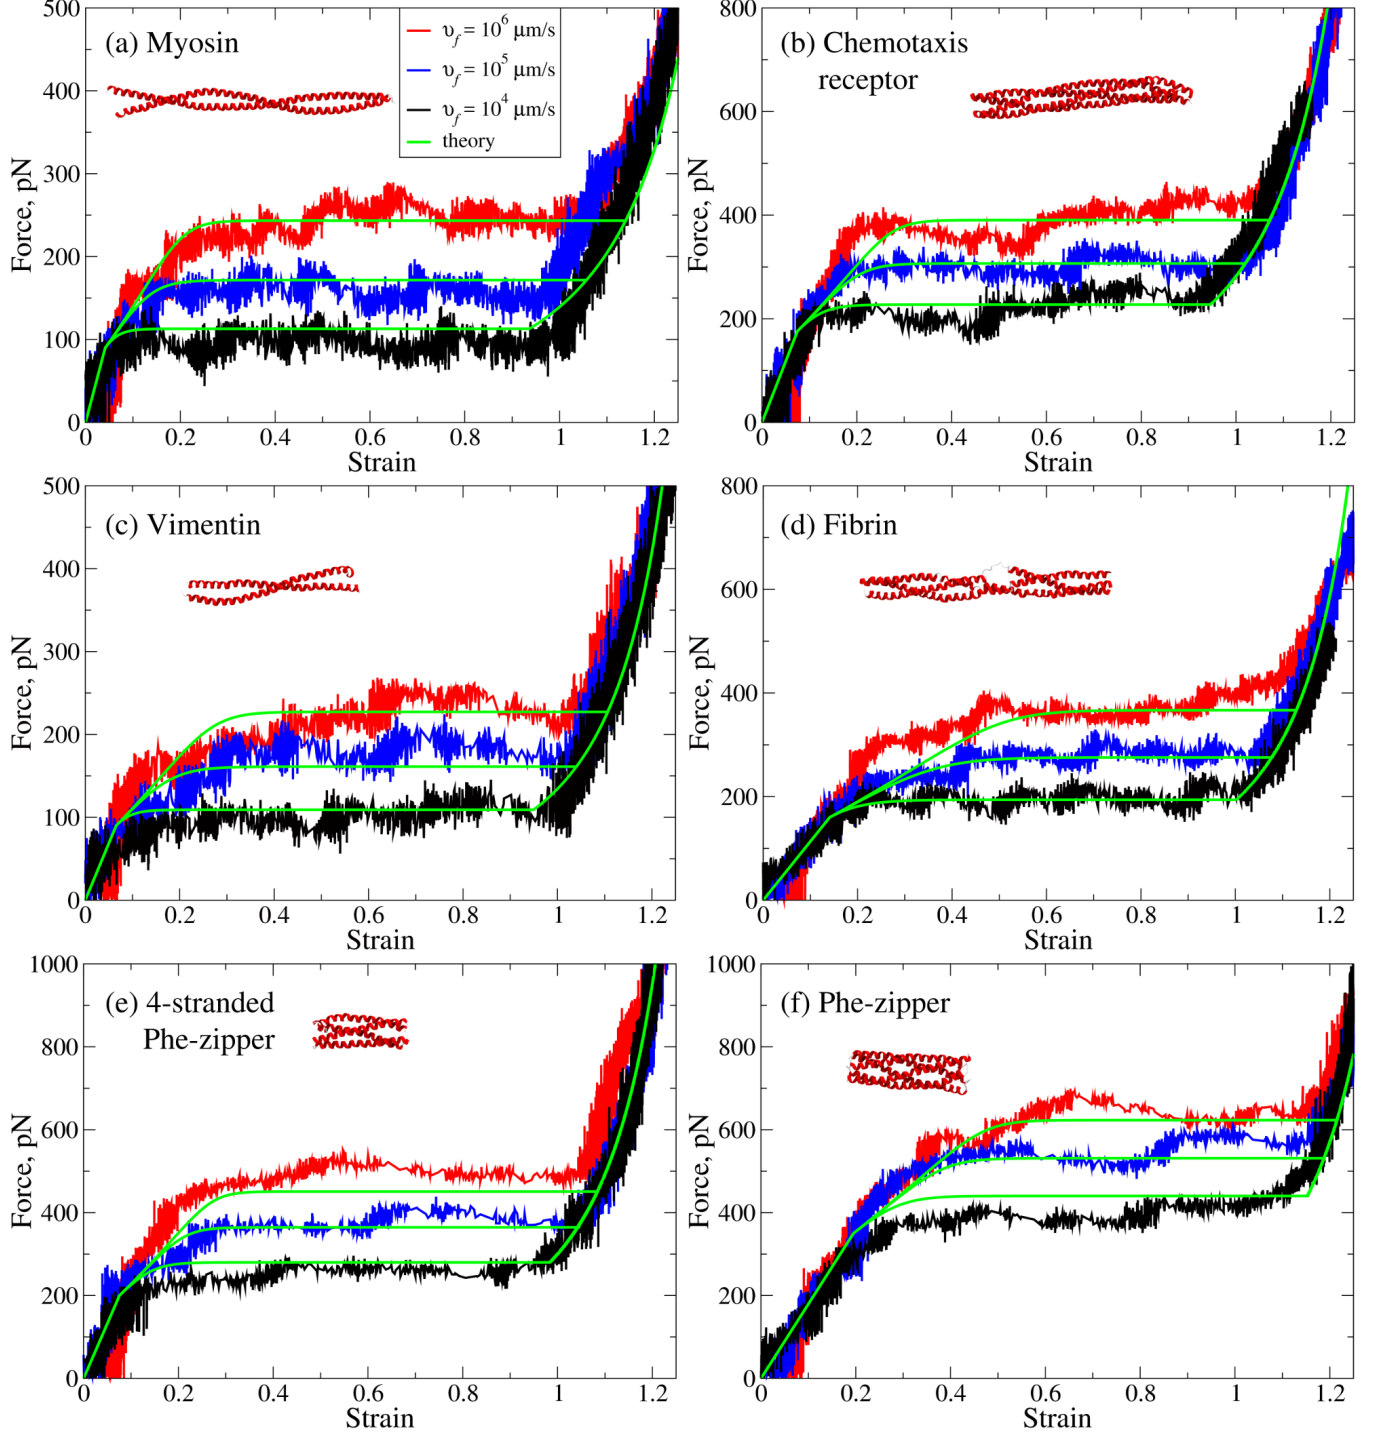 (a) Myosin
υf = 10^6 μm/s
υf = 10^5 μm/s
υf = 10^4 μm/s
theory
Force, pN
500
400
300
200
100
0
0 0.2 0.4 0.6 0.8 1 1.2
Strain
(b) Chemotaxis
receptor
Force, pN
800
600
400
200
0
0 0.2 0.4 0.6 0.8 1 1.2
Strain
(c) Vimentin
Force, pN
500
400
300
200
100
0
0 0.2 0.4 0.6 0.8 1 1.2
Strain
(d) Fibrin
Force, pN
800
600
400
200
0
0 0.2 0.4 0.6 0.8 1 1.2
Strain
(e) 4-stranded
Phe-zipper
Force, pN
1000
800
600
400
200
0
0 0.2 0.4 0.6 0.8 1 1.2
Strain
(f) Phe-zipper
Force, pN
1000
800
600
400
200
0
0 0.2 0.4 0.6 0.8 1 1.2
Strain